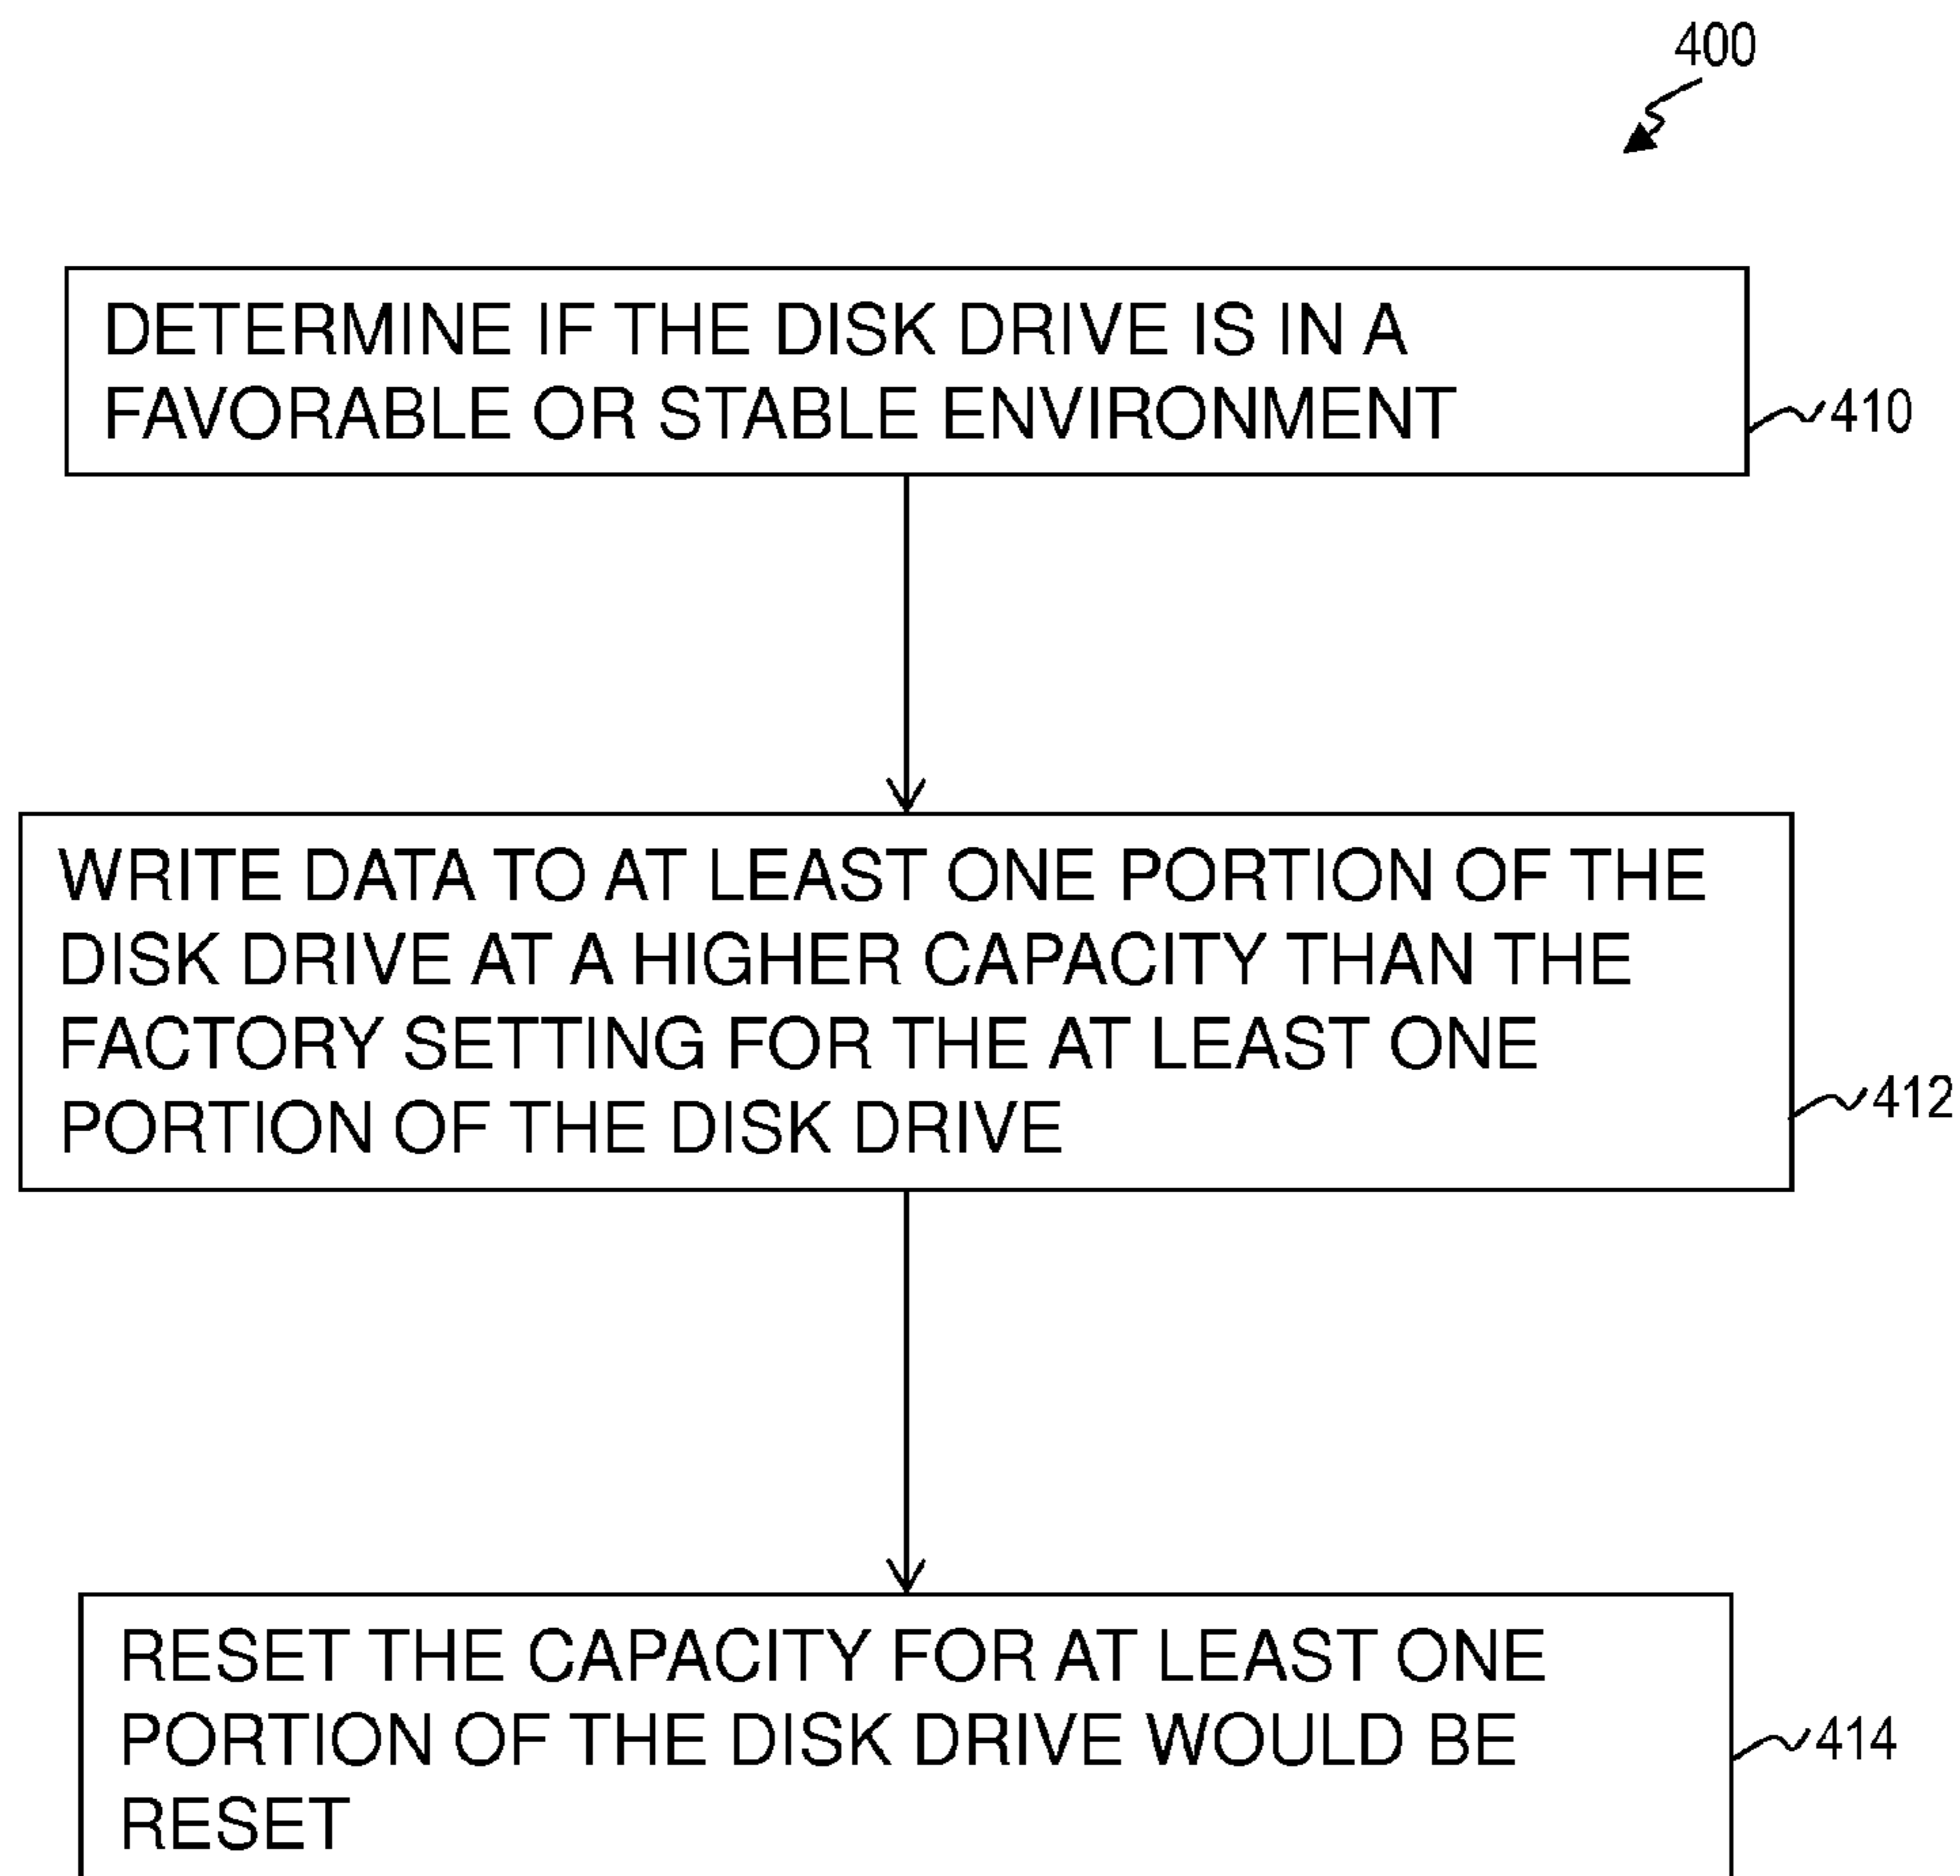 400
DETERMINE IF THE DISK DRIVE IS IN A
FAVORABLE OR STABLE ENVIRONMENT
410
WRITE DATA TO AT LEAST ONE PORTION OF THE
DISK DRIVE AT A HIGHER CAPACITY THAN THE
FACTORY SETTING FOR THE AT LEAST ONE
PORTION OF THE DISK DRIVE
412
RESET THE CAPACITY FOR AT LEAST ONE
PORTION OF THE DISK DRIVE WOULD BE
RESET
414